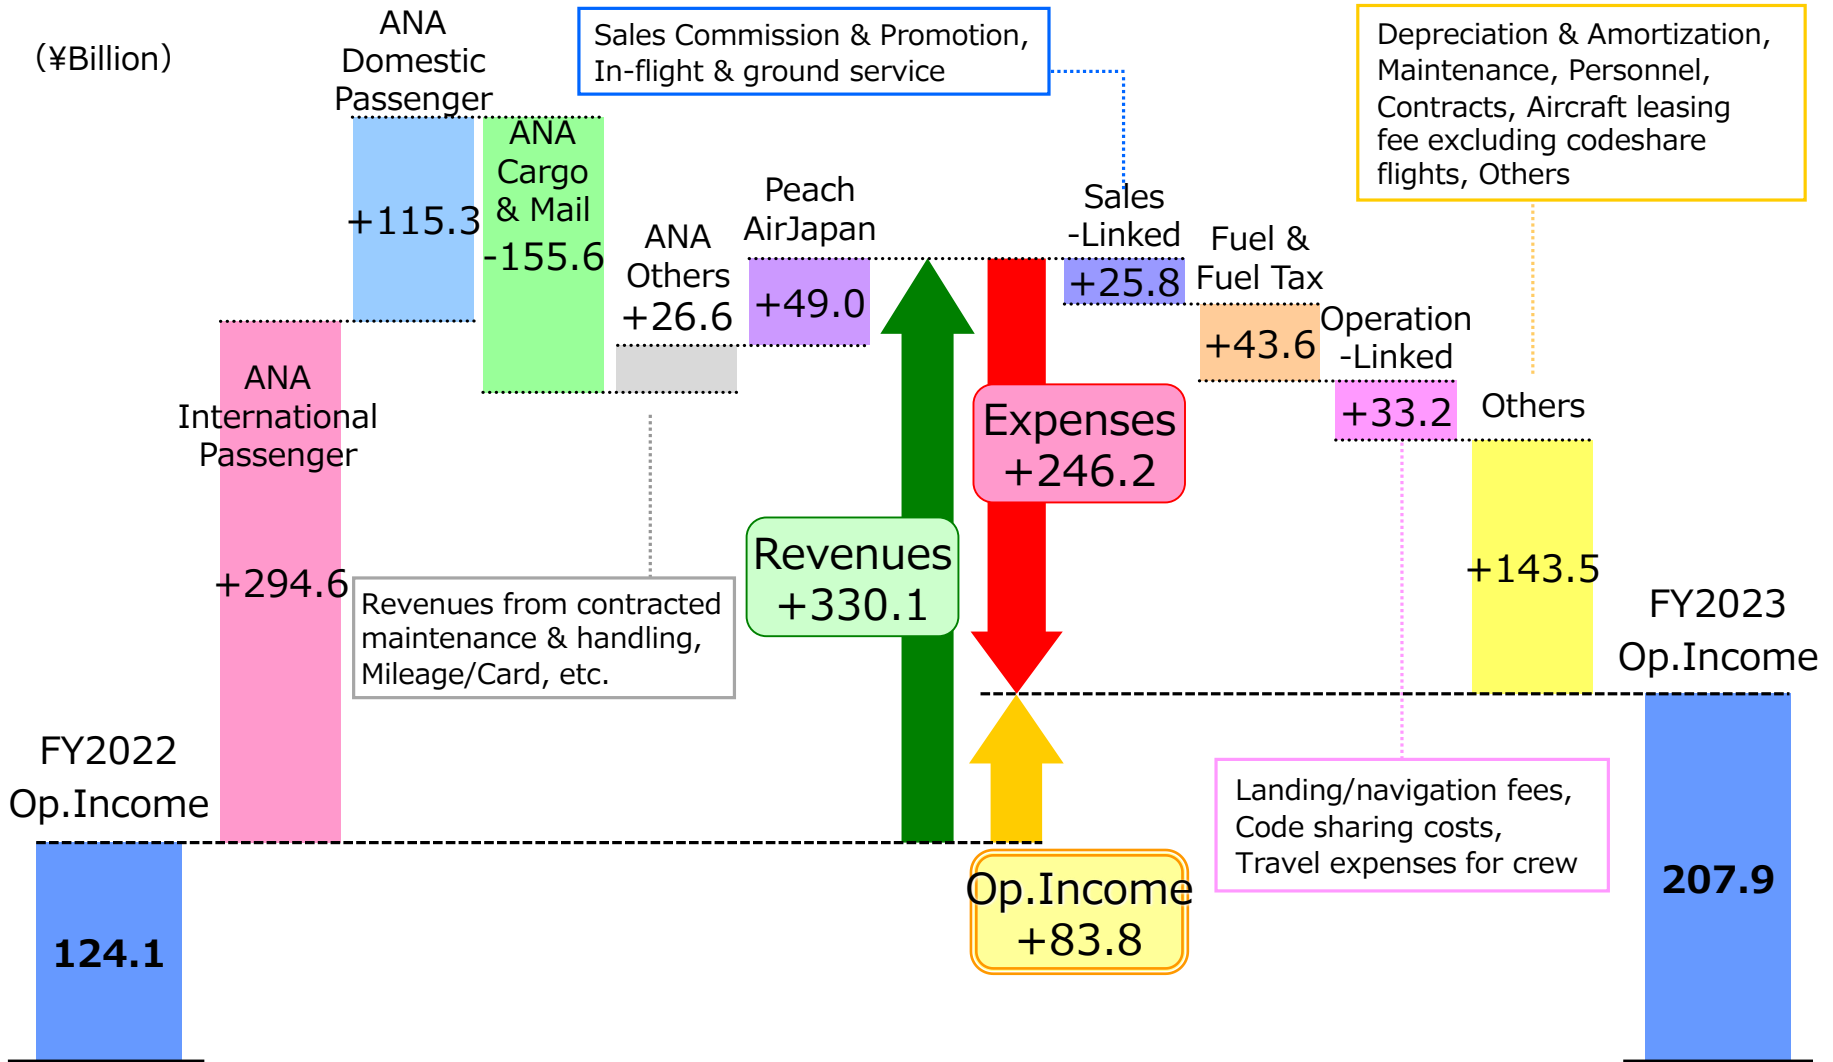 (¥Billion)
ANA
Domestic
Passenger
+115.3
ANA
Cargo
& Mail
-155.6
ANA
Others
+26.6
Peach
AirJapan
+49.0
ANA
International
Passenger
+294.6
Sales Commission & Promotion,
In-flight & ground service
Sales
-Linked
+25.8
Fuel &
Fuel Tax
+43.6
Operation
-Linked
+33.2
Others
+143.5
Depreciation & Amortization,
Maintenance, Personnel,
Contracts, Aircraft leasing
fee excluding codeshare
flights, Others
Expenses
+246.2
Revenues
+330.1
Revenues from contracted
maintenance & handling,
Mileage/Card, etc.
FY2022
Op.Income
124.1
Op.Income
+83.8
Landing/navigation fees,
Code sharing costs,
Travel expenses for crew
FY2023
Op.Income
207.9